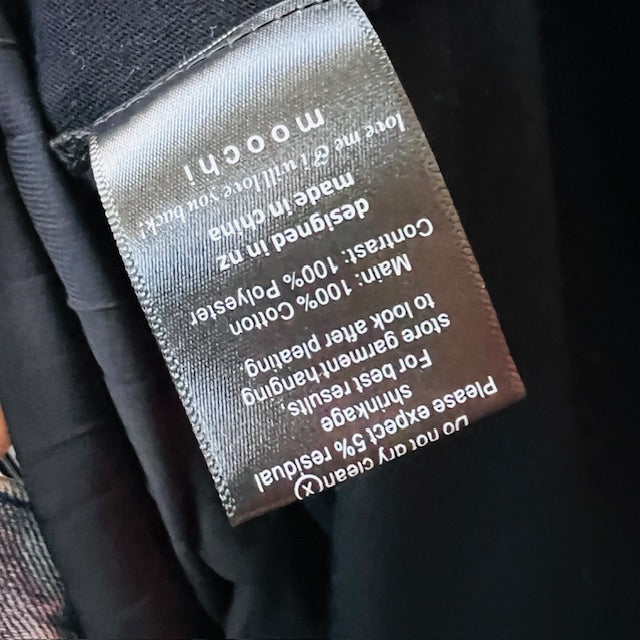 Do not dry clean(X)
Please expect 5% residual
shrinkage
For best results,
store garment hanging
to look after pleating.
Main: 100% Cotton
Contrast: 100% Polyester
designed in nz
made in china
love me & i will love you back!
moochi